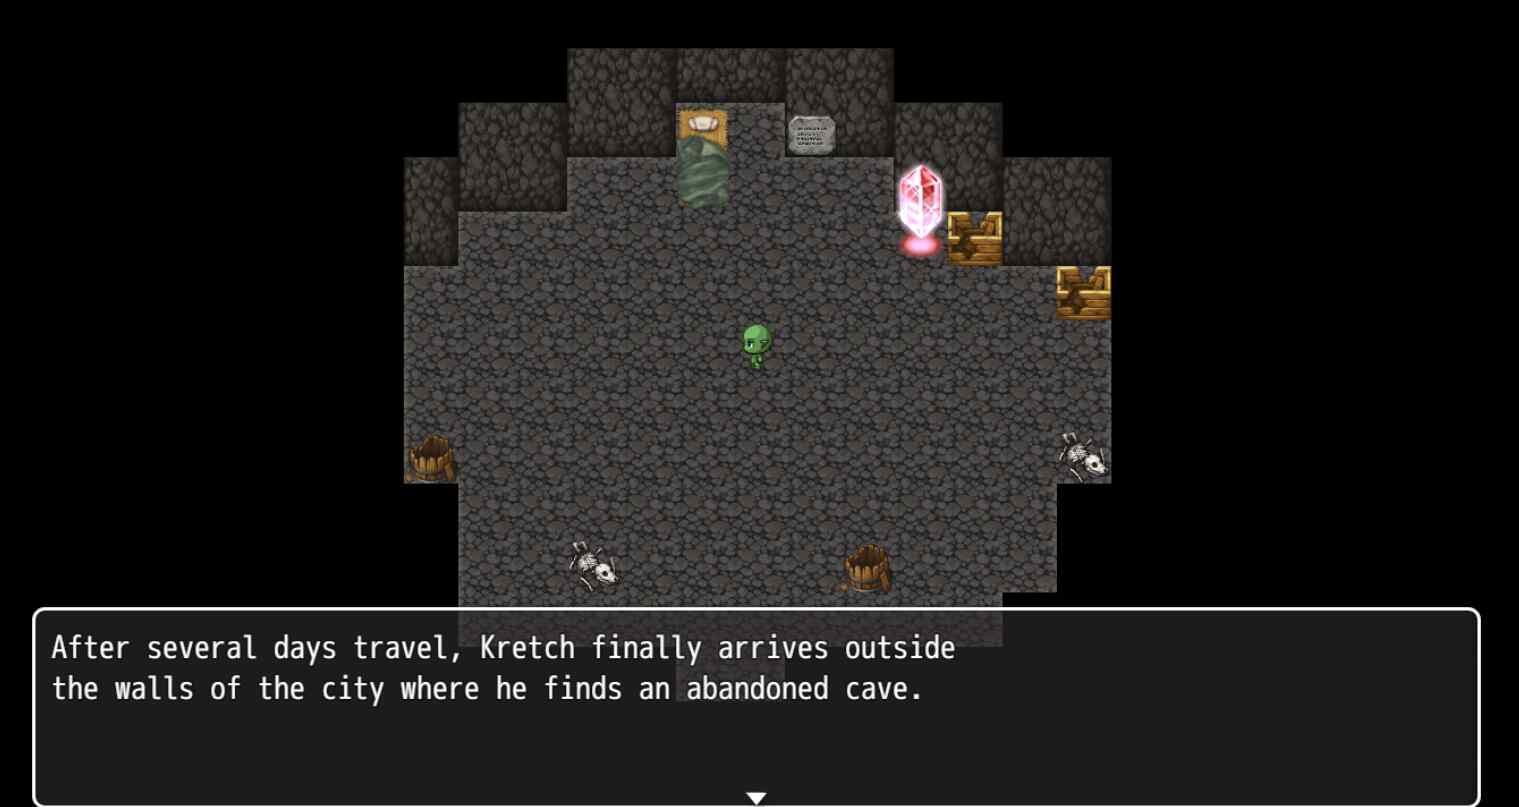 After several days travel, Kretch finally arrives outside
the walls of the city where he finds an abandoned cave.